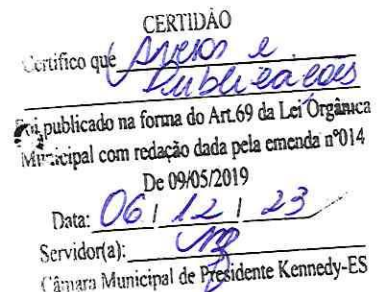 CERTIDÃO
Certifico que Anexos e
Publicações
Foi publicado na forma do Art.69 da Lei Orgânica
Municipal com redação dada pela emenda nº014
De 09/05/2019
Data: 06 / 12 / 23
Servidor(a):
Câmara Municipal de Presidente Kennedy-ES